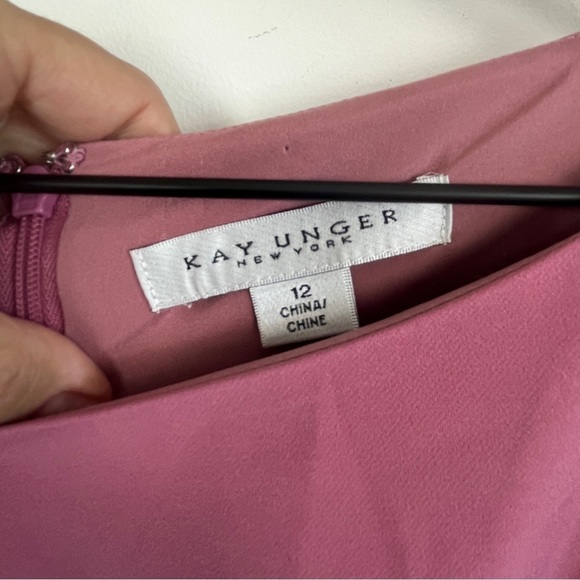 KAY UNGER
NEW YORK
12
CHINA/
CHINE